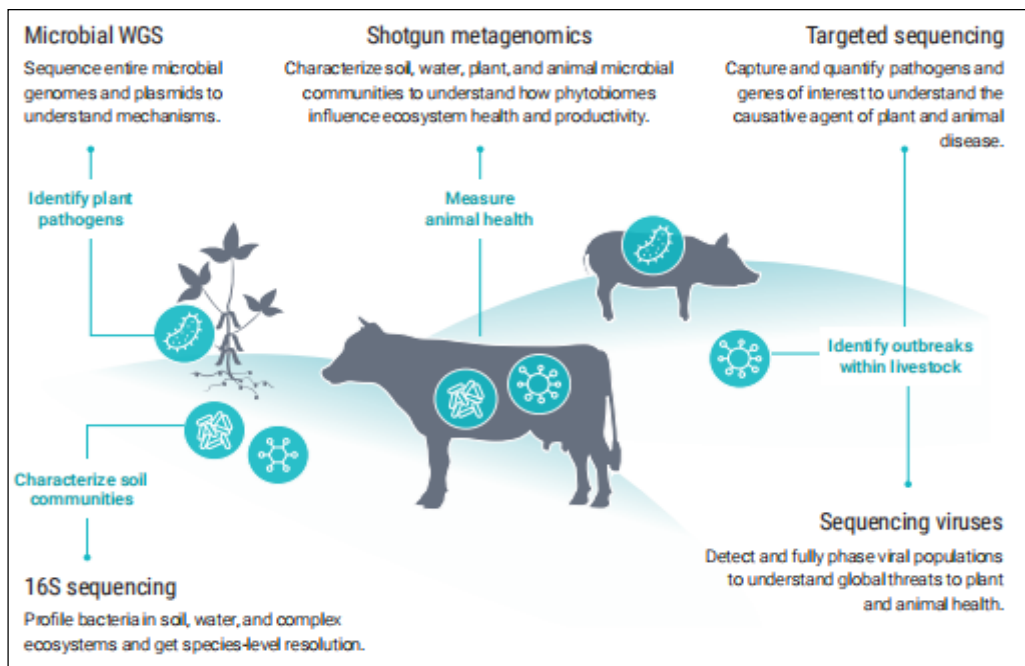 Microbial WGS
Sequence entire microbial
genomes and plasmids to
understand mechanisms.
Shotgun metagenomics
Characterize soil, water, plant, and animal microbial
communities to understand how phytobiomes
influence ecosystem health and productivity.
Targeted sequencing
Capture and quantify pathogens and
genes of interest to understand the
causative agent of plant and animal
disease.
Identify plant
pathogens
Measure
animal health
Identify outbreaks
within livestock
Characterize soil
communities
16S sequencing
Profile bacteria in soil, water, and complex
ecosystems and get species-level resolution.
Sequencing viruses
Detect and fully phase viral populations
to understand global threats to plant
and animal health.